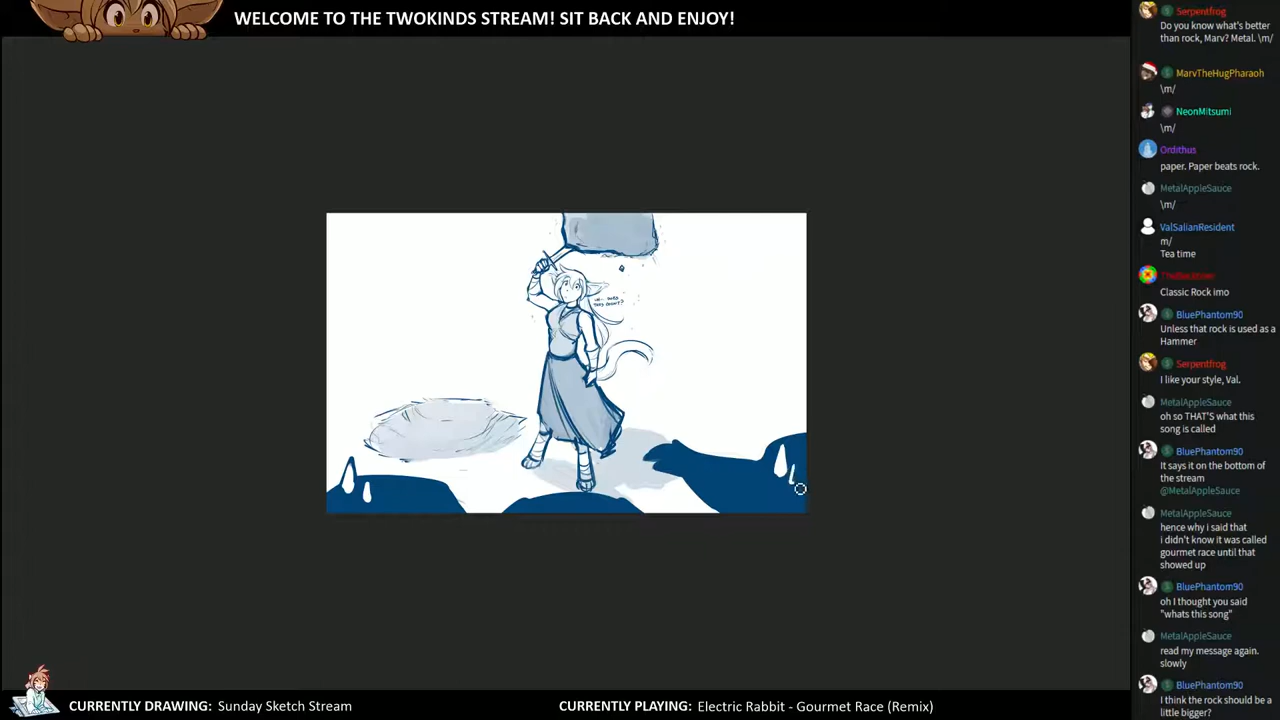 WELCOME TO THE TWOKINDS STREAM! SIT BACK AND ENJOY!
Serpentfrog
Do you know what's better
than rock, Marv? Metal. \m/
MarvTheHugPharaoh
\m/
NeonMitsumi
\m/
Ordithus
paper. Paper beats rock.
MetalAppleSauce
\m/
ValSalianResident
m/
Tea time
Classic Rock imo
BluePhantom90
Unless that rock is used as a
Hammer
Serpentfrog
I like your style, Val.
MetalAppleSauce
oh so THAT'S what this
song is called
BluePhantom90
It says it on the bottom of
the stream
@MetalAppleSauce
MetalAppleSauce
hence why i said that
i didn't know it was called
gourmet race until that
showed up
BluePhantom90
oh I thought you said
"whats this song"
MetalAppleSauce
read my message again.
slowly
BluePhantom90
I think the rock should be a
little bigger?
CURRENTLY DRAWING: Sunday Sketch Stream
CURRENTLY PLAYING: Electric Rabbit - Gourmet Race (Remix)